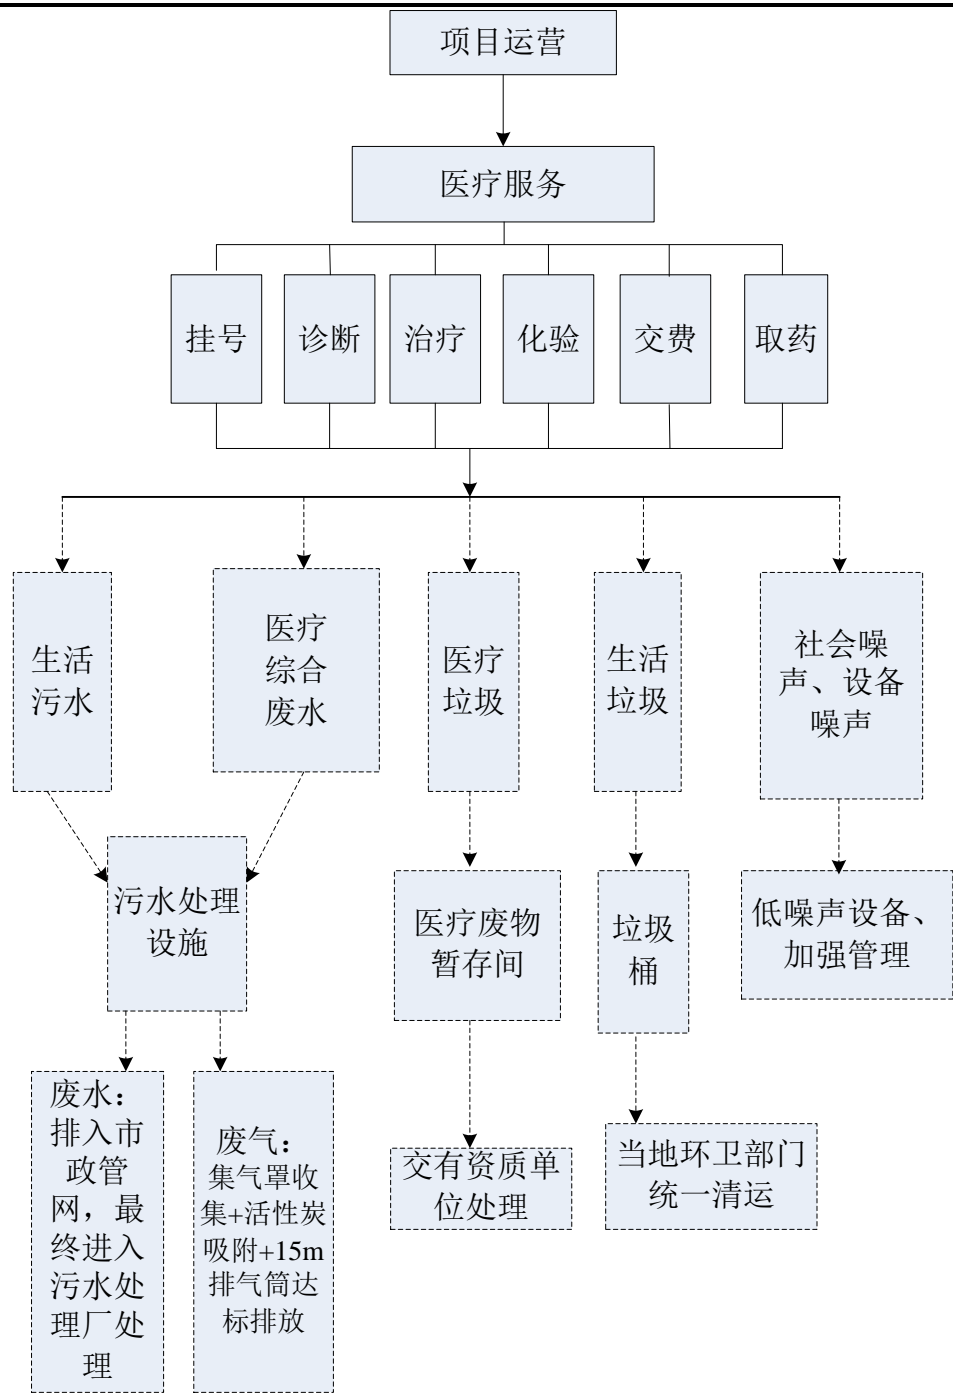 项目运营
医疗服务
挂号
诊断
治疗
化验
交费
取药
生活
污水
医疗
综合
废水
医疗
垃圾
生活
垃圾
社会噪
声、设备
噪声
污水处理
设施
医疗废物
暂存间
垃圾
桶
低噪声设备、
加强管理
废水：
排入市
政管
网，最
终进入
污水处
理厂处
理
废气：
集气罩收
集+活性炭
吸附+15m
排气筒达
标排放
交有资质单
位处理
当地环卫部门
统一清运